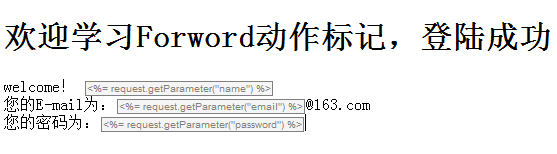 欢迎学习Forword动作标记，登陆成功
welcome! <%= request.getParameter("name") %>
您的E-mail为：<%= request.getParameter("email") %>@163.com
您的密码为：<%= request.getParameter("password") %>